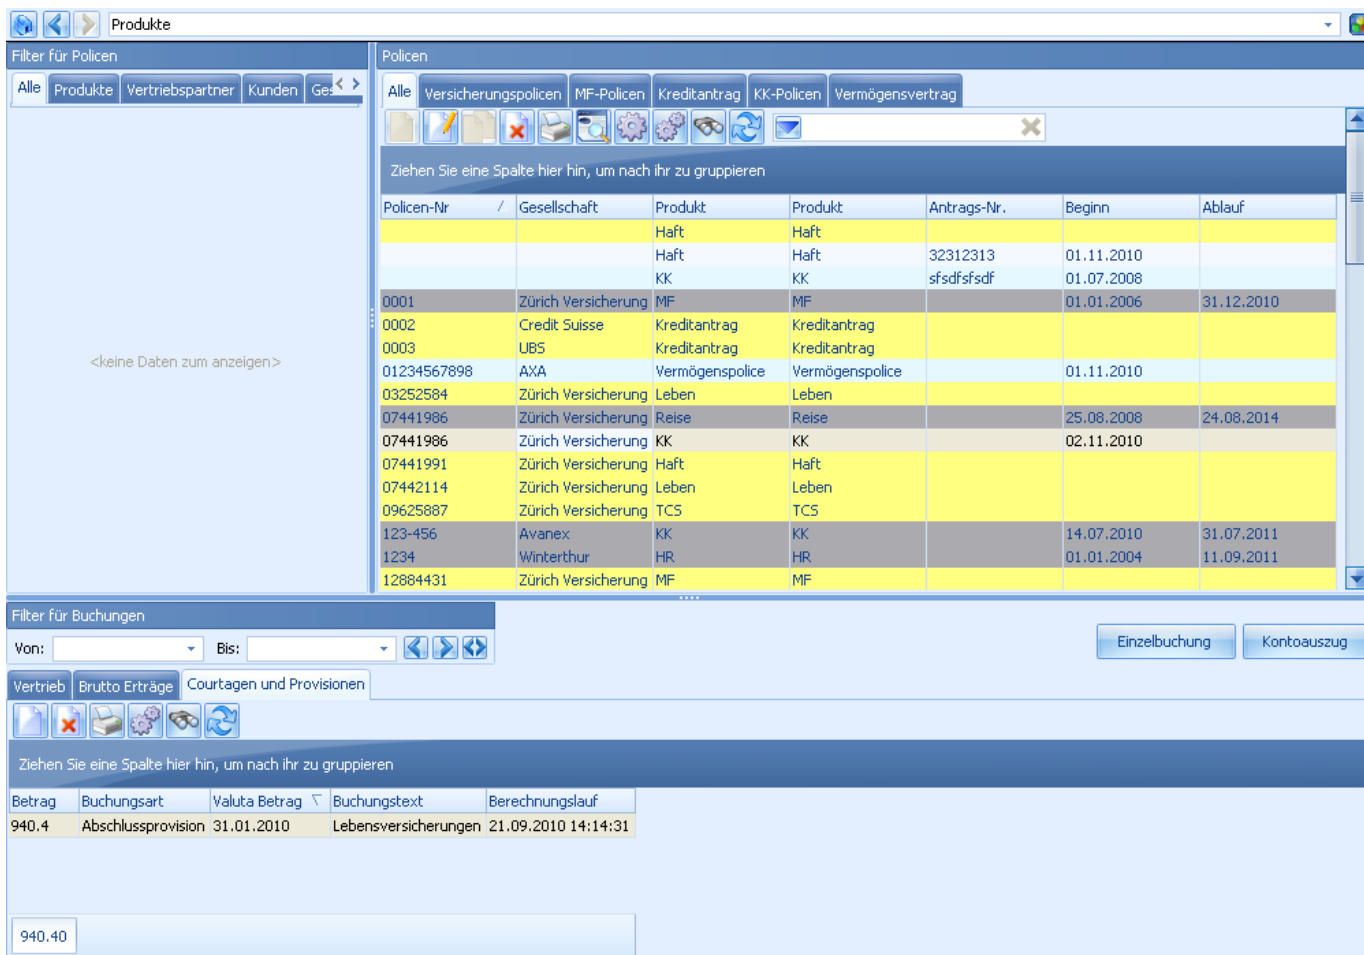 Produkte
Filter für Policen
Alle Produkte Vertriebspartner Kunden
<keine Daten zum anzeigen>
Policen
Alle Versicherungspolicen MF-Policen Kreditantrag KK-Policen Vermögensvertrag
Ziehen Sie eine Spalte hier hin, um nach ihr zu gruppieren
Policen-Nr Gesellschaft Produkt Produkt Antrags-Nr. Beginn Ablauf
Haft Haft
Haft Haft 32312313 01.11.2010
KK KK sfsdfsfsdf 01.07.2008
0001 Zürich Versicherung MF MF 01.01.2006 31.12.2010
0002 Credit Suisse Kreditantrag Kreditantrag
0003 UBS Kreditantrag Kreditantrag
01234567898 AXA Vermögenspolice Vermögenspolice 01.11.2010
03252584 Zürich Versicherung Leben Leben
07441986 Zürich Versicherung Reise Reise 25.08.2008 24.08.2014
07441986 Zürich Versicherung KK KK 02.11.2010
07441991 Zürich Versicherung Haft Haft
07442114 Zürich Versicherung Leben Leben
09625887 Zürich Versicherung TCS TCS
123-456 Avanex KK KK 14.07.2010 31.07.2011
1234 Winterthur HR HR 01.01.2004 11.09.2011
12884431 Zürich Versicherung MF MF
Filter für Buchungen
Von: Bis:
Einzelbuchung Kontoauszug
Vertrieb Brutto Erträge Courtagen und Provisionen
Ziehen Sie eine Spalte hier hin, um nach ihr zu gruppieren
Betrag Buchungsart Valuta Betrag Buchungstext Berechnungslauf
940.4 Abschlussprovision 31.01.2010 Lebensversicherungen 21.09.2010 14:14:31
940.40